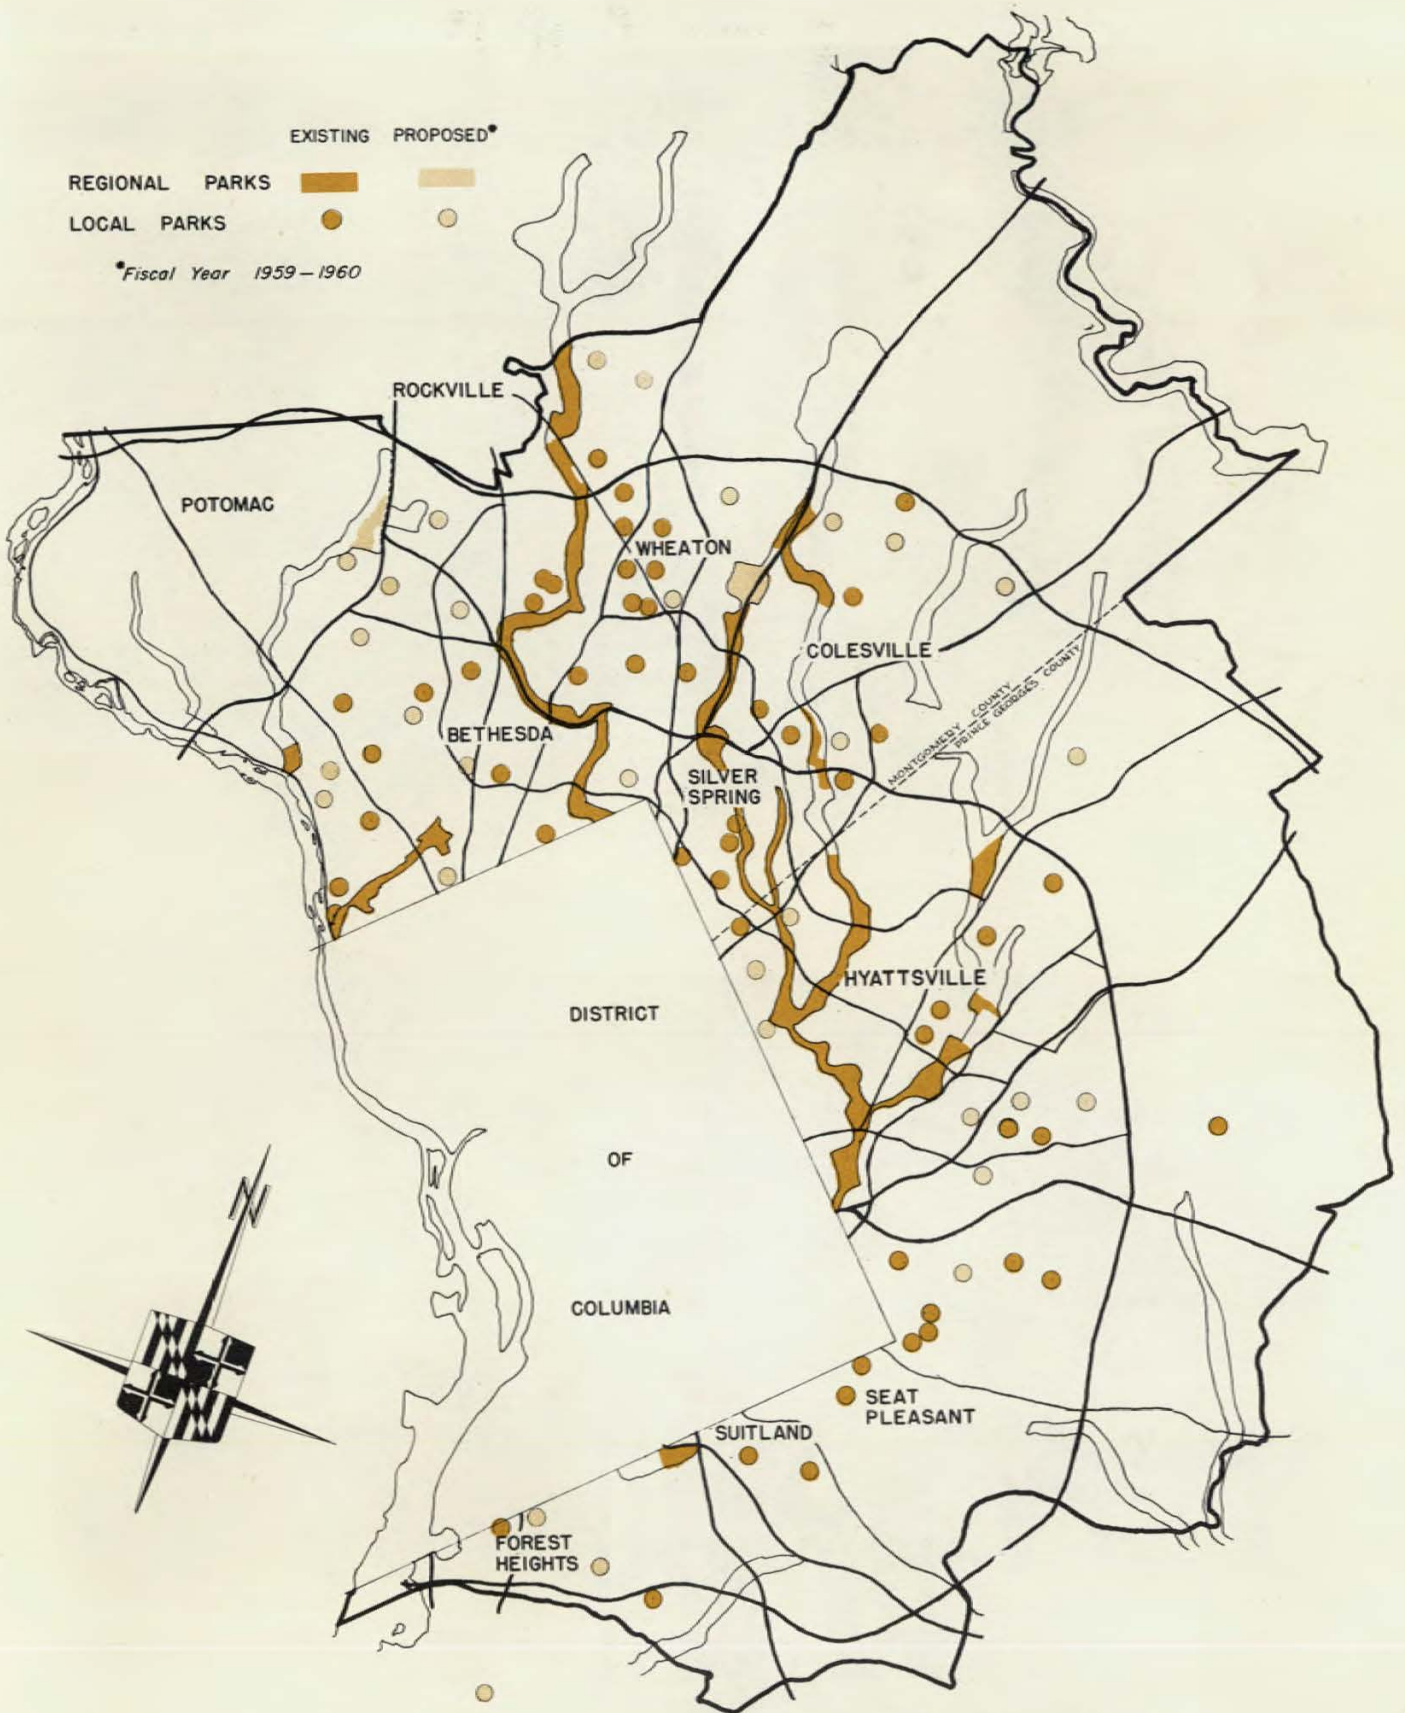 EXISTING PROPOSED*
REGIONAL PARKS
LOCAL PARKS
*Fiscal Year 1959–1960
ROCKVILLE
POTOMAC
WHEATON
COLESVILLE
MONTGOMERY COUNTY
PRINCE GEORGES COUNTY
BETHESDA
SILVER
SPRING
HYATTSVILLE
DISTRICT
OF
COLUMBIA
N
SEAT
PLEASANT
SUITLAND
FOREST
HEIGHTS